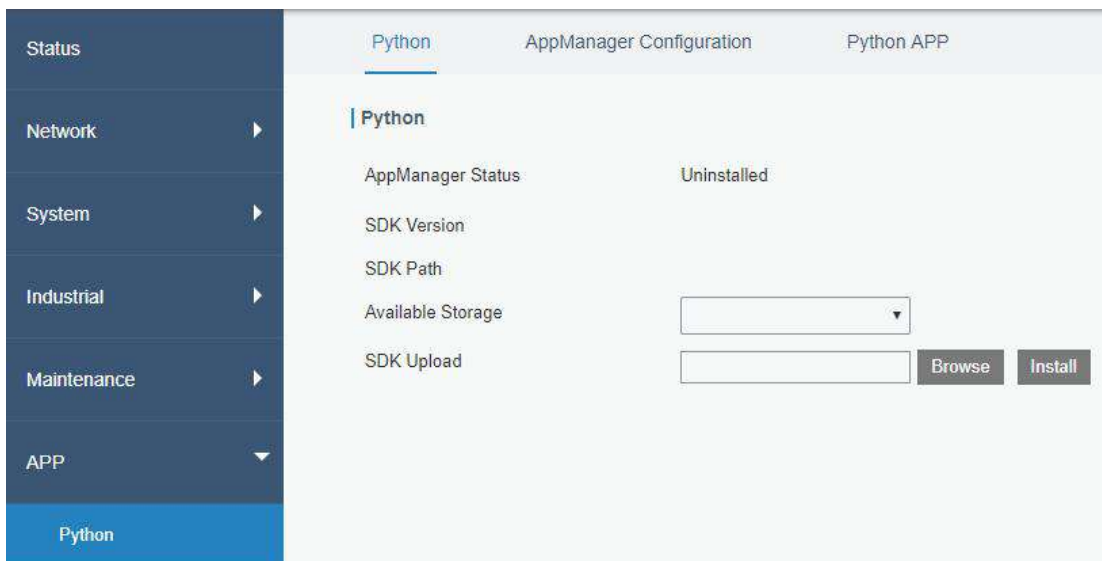 Status
Network
System
Industrial
Maintenance
APP
Python
Python AppManager Configuration Python APP
Python
AppManager Status Uninstalled
SDK Version
SDK Path
Available Storage
SDK Upload Browse Install